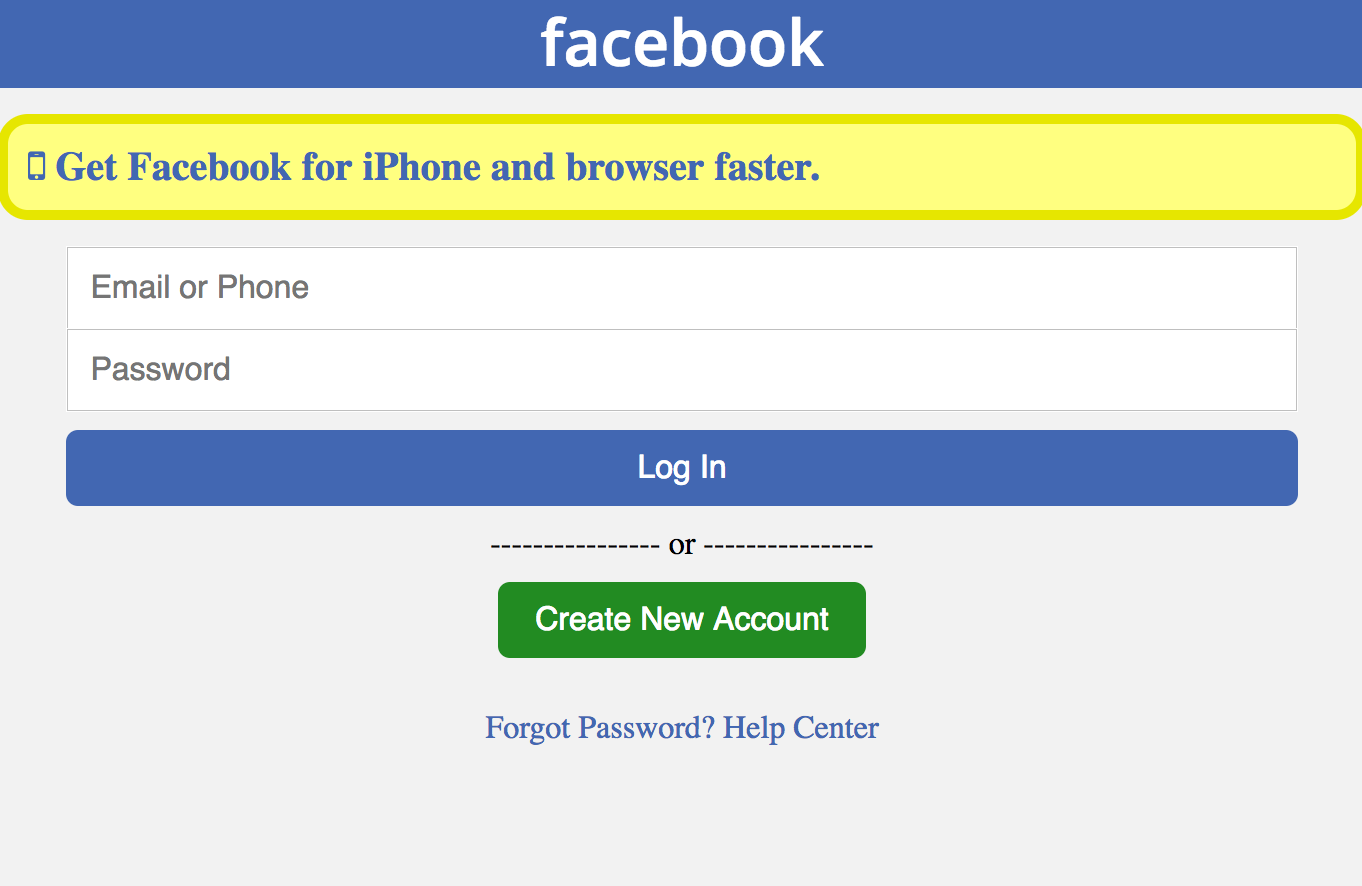 facebook
Get Facebook for iPhone and browser faster.
Email or Phone
Password
Log In
---------------- or ----------------
Create New Account
Forgot Password? Help Center